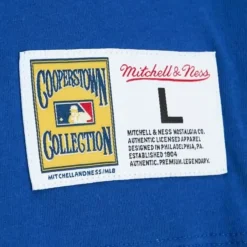 COOPERSTOWN
COLLECTION
MITCHELLANDNESS/MLB
Mitchell & Ness
L
MITCHELL & NESS NOSTALGIA CO.
AUTHENTIC LICENSED APPAREL
DESIGNED IN PHILADELPHIA, PA.
ESTABLISHED 1904
AUTHENTIC. PREMIUM. LEGENDARY.